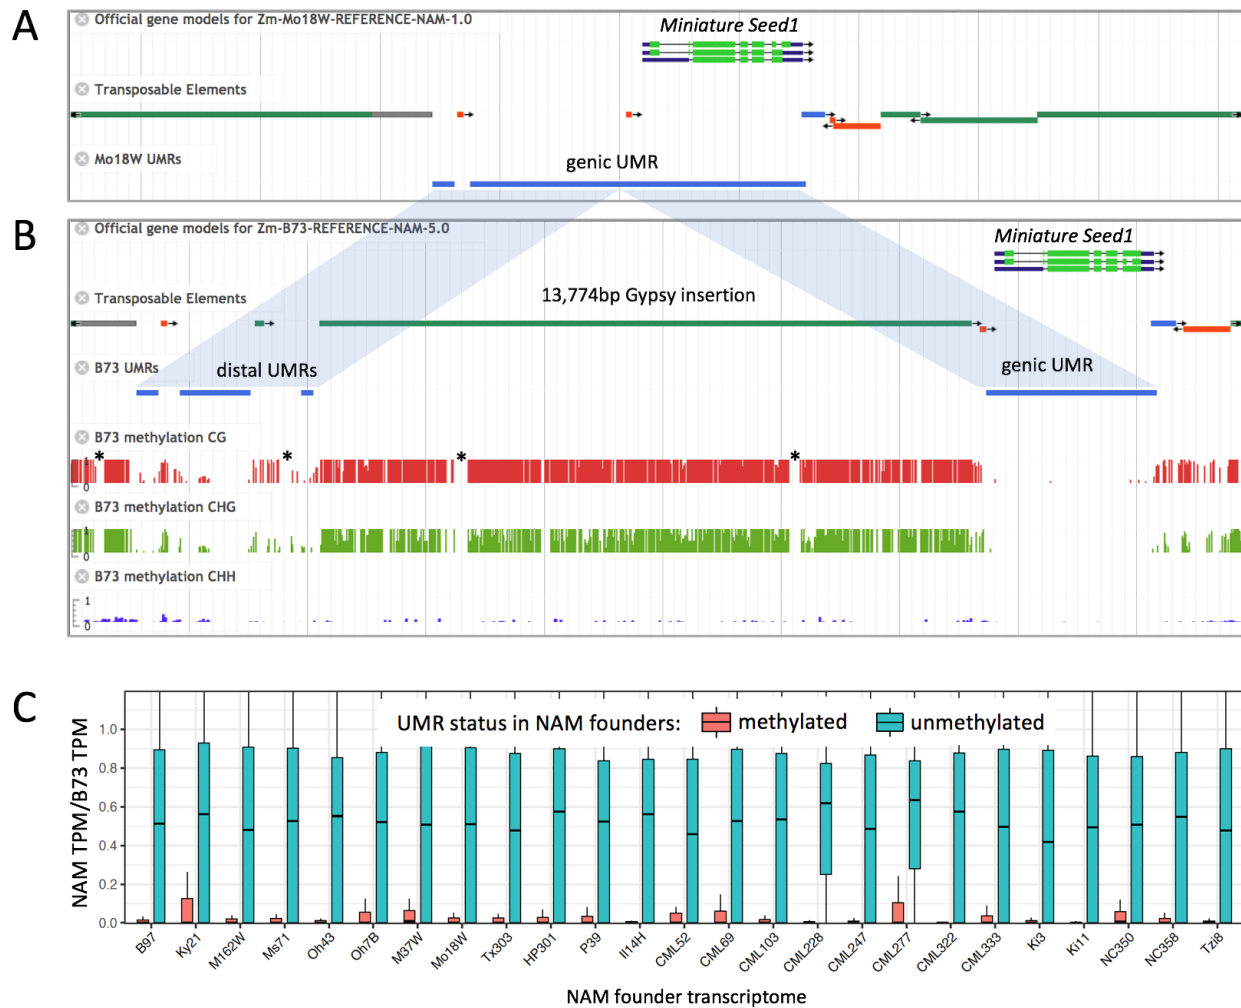 A
Official gene models for Zm-Mo18W-REFERENCE-NAM-1.0
Miniature Seed1
Transposable Elements
Mo18W UMRs
genic UMR
B
Official gene models for Zm-B73-REFERENCE-NAM-5.0
Miniature Seed1
Transposable Elements
13,774bp Gypsy insertion
B73 UMRs
distal UMRs
genic UMR
B73 methylation CG
* * * *
1
0
B73 methylation CHG
1
0
B73 methylation CHH
1
0
C
UMR status in NAM founders: methylated unmethylated
NAM TPM/B73 TPM
1.0
0.8
0.6
0.4
0.2
0.0
B97 Ky21 M162W Ms71 Oh43 Oh7B M37W Mo18W Tx303 HP301 P39 Il14H CML52 CML69 CML103 CML228 CML247 CML277 CML322 CML333 Ki3 Ki11 NC350 NC358 Tzi8
NAM founder transcriptome